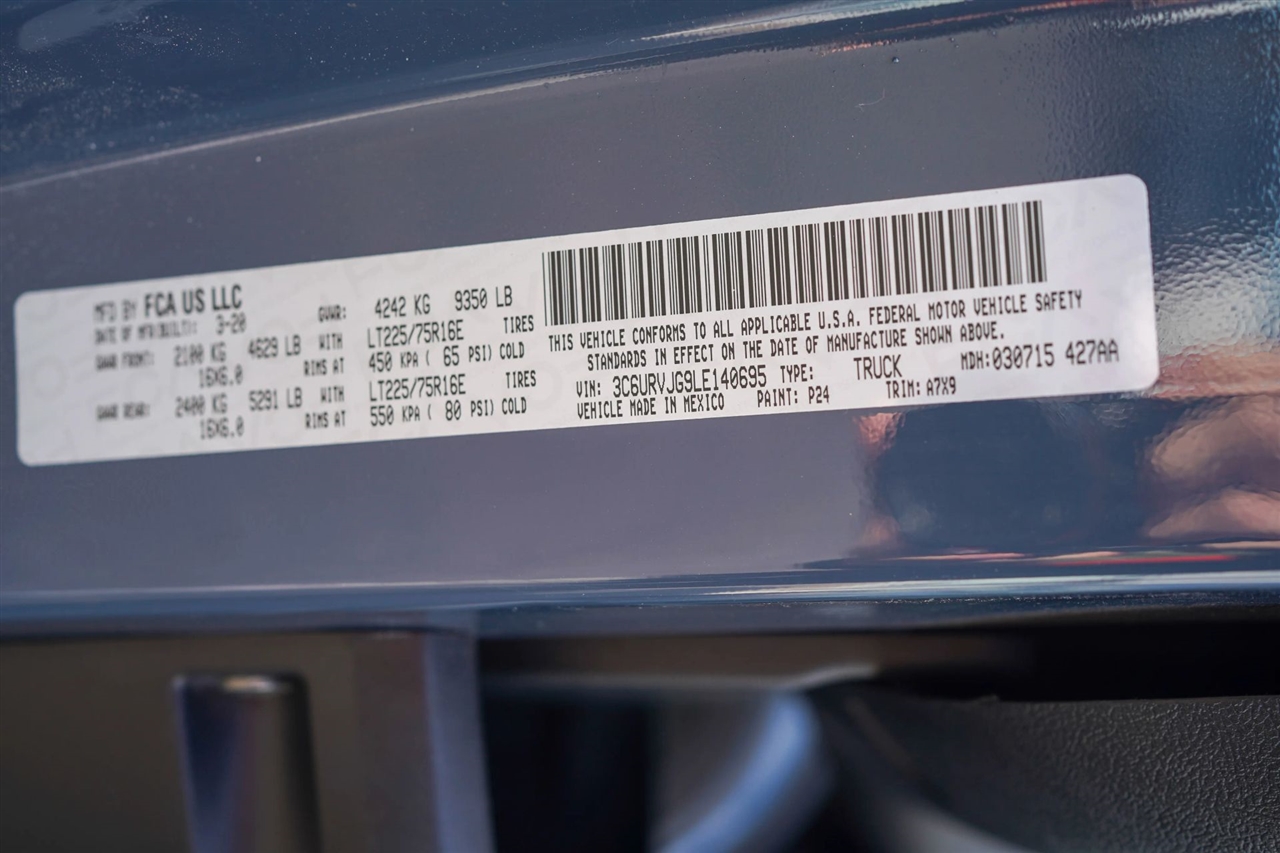 MFD BY FCA US LLC
DATE OF MFR(BUILT): 3-20 GVWR: 4242 KG 9350 LB
GAWR FRONT: 2100 KG 4629 LB WITH LT225/75R16E TIRES
16X6.0 RIMS AT 450 KPA ( 65 PSI) COLD
GAWR REAR: 2400 KG 5291 LB WITH LT225/75R16E TIRES
16X6.0 RIMS AT 550 KPA ( 80 PSI) COLD
THIS VEHICLE CONFORMS TO ALL APPLICABLE U.S.A. FEDERAL MOTOR VEHICLE SAFETY
STANDARDS IN EFFECT ON THE DATE OF MANUFACTURE SHOWN ABOVE.
VIN: 3C6URVJG9LE140695 TYPE: TRUCK MDH:030715 427AA
VEHICLE MADE IN MEXICO PAINT: P24 TRIM: A7X9